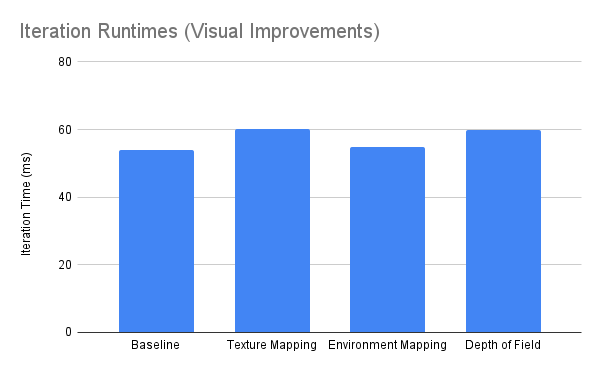 Iteration Runtimes (Visual Improvements)
80
60
40
20
0
Iteration Time (ms)
Baseline
Texture Mapping
Environment Mapping
Depth of Field